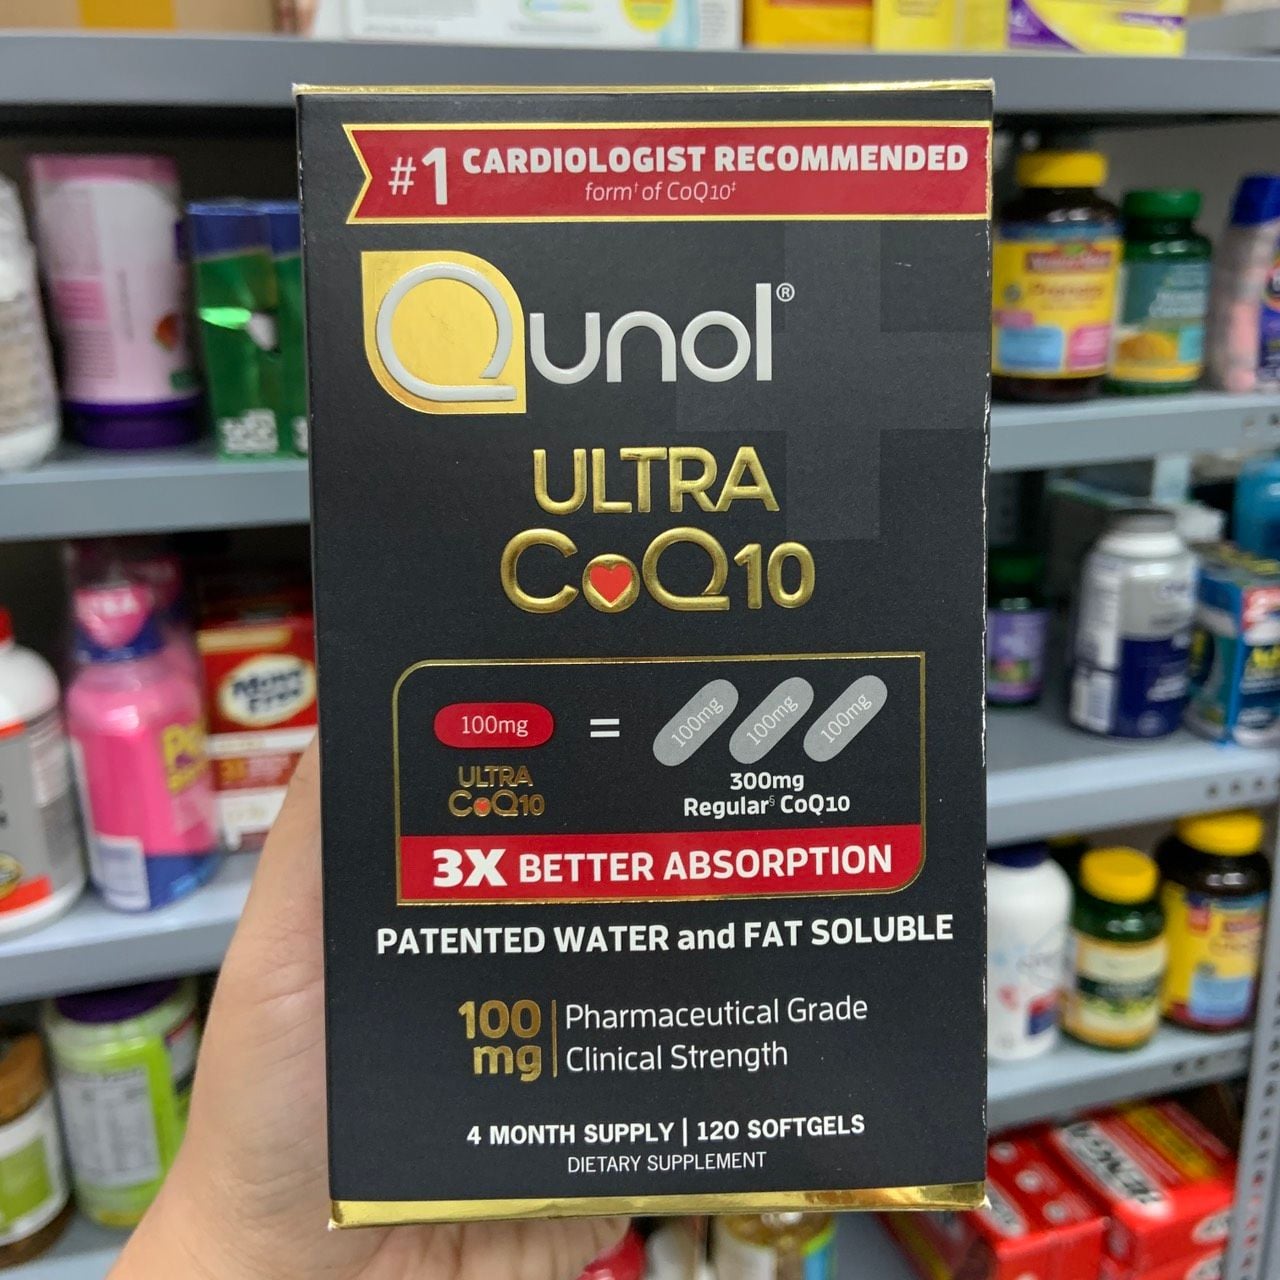 #1 CARDIOLOGIST RECOMMENDED
form† of CoQ10‡
Qunol®
ULTRA
CoQ10
100mg = 100mg 100mg 100mg
ULTRA
CoQ10
300mg
Regular§ CoQ10
3X BETTER ABSORPTION
PATENTED WATER and FAT SOLUBLE
100
mg
Pharmaceutical Grade
Clinical Strength
4 MONTH SUPPLY | 120 SOFTGELS
DIETARY SUPPLEMENT
Move
Free